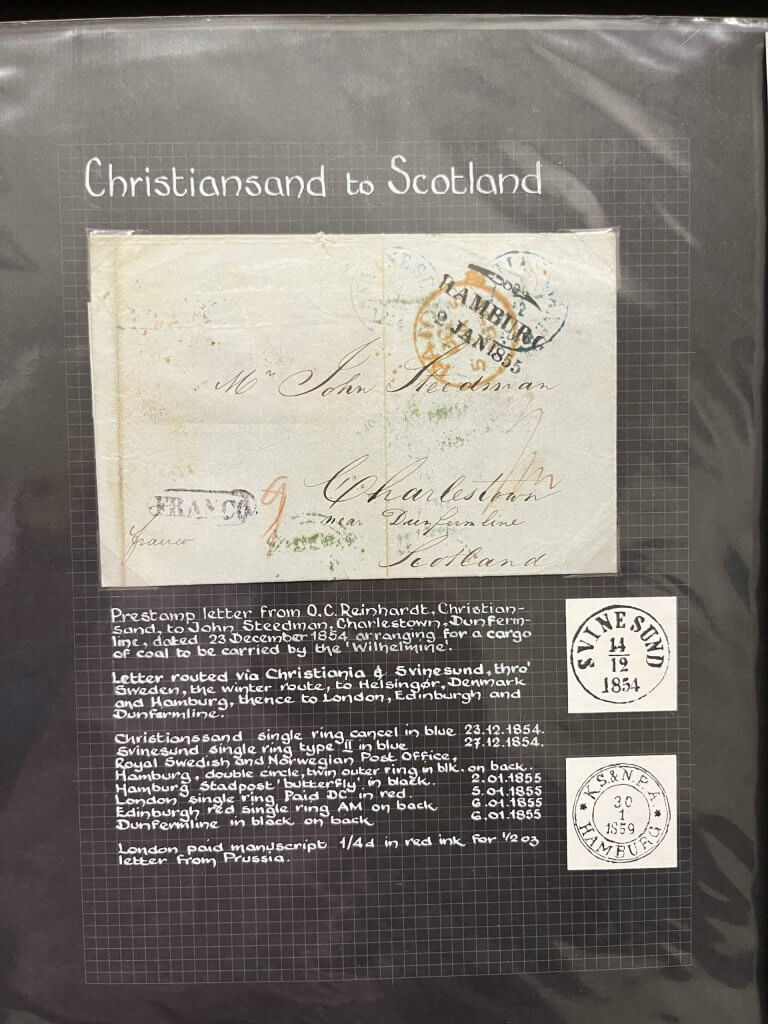 Christiansand to Scotland
HAMBURG
2 JAN 1855
Mr John Steedman
FRANCO
9
franco
Charlestown
near Dunfermline
Scotland
Prestamp letter from O.C. Reinhardt, Christian-
sand, to John Steedman, Charlestown, Dunferm-
line, dated 23 December 1854 arranging for a cargo
of coal to be carried by the 'Wilhelmine'.
Letter routed via Christiania & Svinesund, thro'
Sweden, the winter route, to Helsingør, Denmark
and Hamburg, thence to London, Edinburgh and
Dunfermline.
Christianssand single ring cancel in blue 23.12.1854.
Svinesund single ring type II in blue 27.12.1854.
Royal Swedish and Norwegian Post Office,
Hamburg, double circle, twin outer ring in blk. on back.
Hamburg Stadpost 'butterfly' in black. 2.01.1855
London single ring Paid DC in red 5.01.1855
Edinburgh red single ring AM on back 6.01.1855
Dunfermline in black on back 6.01.1855
London paid manuscript 1/4d in red ink for 1/2 oz
letter from Prussia.
SVINESUND
14
12
1854
K.S.&N.P.A.
30
1
1859
HAMBURG